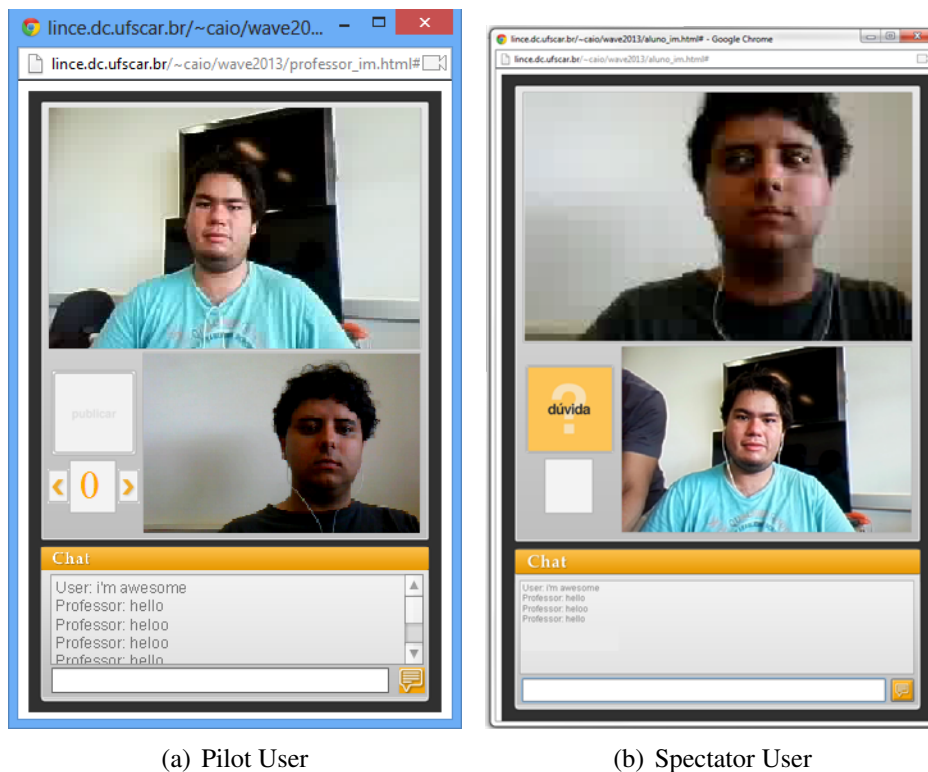 lince.dc.ufscar.br/~caio/wave20...
lince.dc.ufscar.br/~caio/wave2013/professor_im.html#
publicar
0
Chat
User: i'm awesome
Professor: hello
Professor: heloo
Professor: heloo
Professor: hello
(a) Pilot User
lince.dc.ufscar.br/~caio/wave2013/aluno_im.html# - Google Chrome
lince.dc.ufscar.br/~caio/wave2013/aluno_im.html#
?
dúvida
Chat
User: i'm awesome
Professor: hello
Professor: heloo
Professor: hello
(b) Spectator User